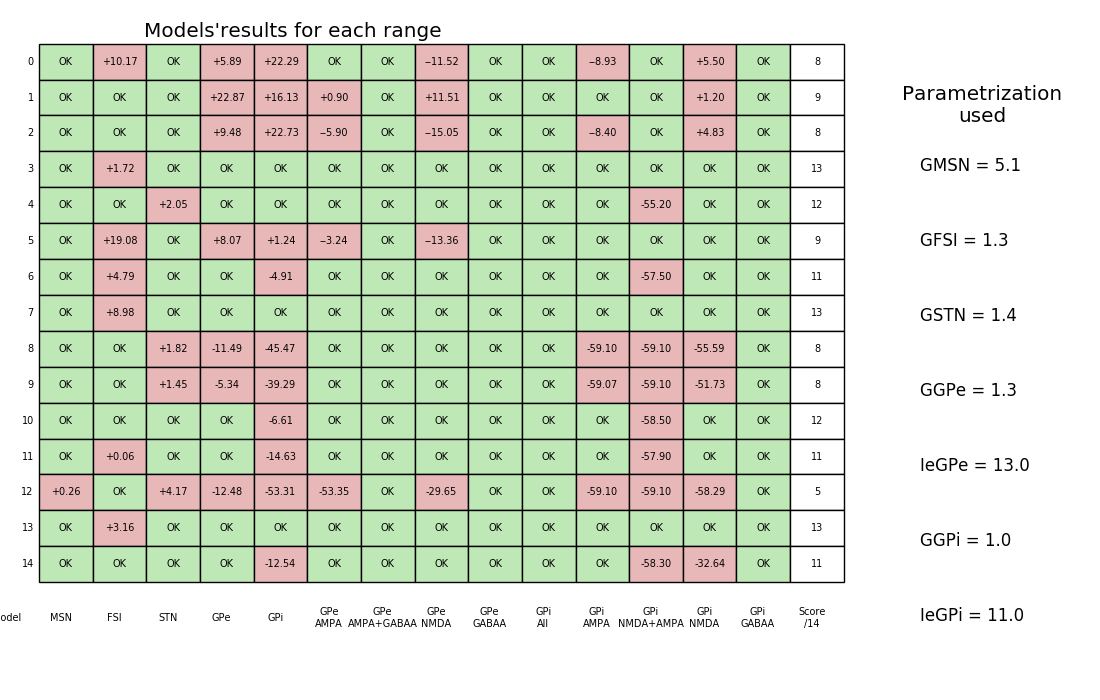 Models'results for each range
0 OK +10.17 OK +5.89 +22.29 OK OK --11.52 OK OK --8.93 OK +5.50 OK 8
1 OK OK OK +22.87 +16.13 +0.90 OK +11.51 OK OK OK OK +1.20 OK 9
2 OK OK OK +9.48 +22.73 --5.90 OK --15.05 OK OK --8.40 OK +4.83 OK 8
3 OK +1.72 OK OK OK OK OK OK OK OK OK OK OK OK 13
4 OK OK +2.05 OK OK OK OK OK OK OK OK -55.20 OK OK 12
5 OK +19.08 OK +8.07 +1.24 --3.24 OK --13.36 OK OK OK OK OK OK 9
6 OK +4.79 OK OK -4.91 OK OK OK OK OK OK -57.50 OK OK 11
7 OK +8.98 OK OK OK OK OK OK OK OK OK OK OK OK 13
8 OK OK +1.82 -11.49 -45.47 OK OK OK OK OK -59.10 -59.10 -55.59 OK 8
9 OK OK +1.45 -5.34 -39.29 OK OK OK OK OK -59.07 -59.10 -51.73 OK 8
10 OK OK OK OK -6.61 OK OK OK OK OK OK -58.50 OK OK 12
11 OK +0.06 OK OK -14.63 OK OK OK OK OK OK -57.90 OK OK 11
12 +0.26 OK +4.17 -12.48 -53.31 -53.35 OK -29.65 OK OK -59.10 -59.10 -58.29 OK 5
13 OK +3.16 OK OK OK OK OK OK OK OK OK OK OK OK 13
14 OK OK OK OK -12.54 OK OK OK OK OK OK -58.30 -32.64 OK 11
odel MSN FSI STN GPe GPi GPe GPe GPe GPe GPi GPi GPi GPi GPi Score
AMPA AMPA+GABAA NMDA GABAA All AMPA NMDA+AMPA NMDA GABAA /14
Parametrization
used
GMSN = 5.1
GFSI = 1.3
GSTN = 1.4
GGPe = 1.3
IeGPe = 13.0
GGPi = 1.0
IeGPi = 11.0